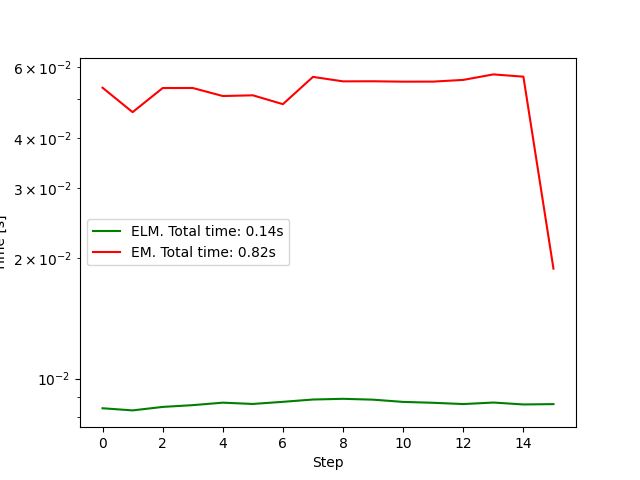 6 × 10⁻²
4 × 10⁻²
3 × 10⁻²
2 × 10⁻²
10⁻²
ELM. Total time: 0.14s
EM. Total time: 0.82s
0 2 4 6 8 10 12 14
Step